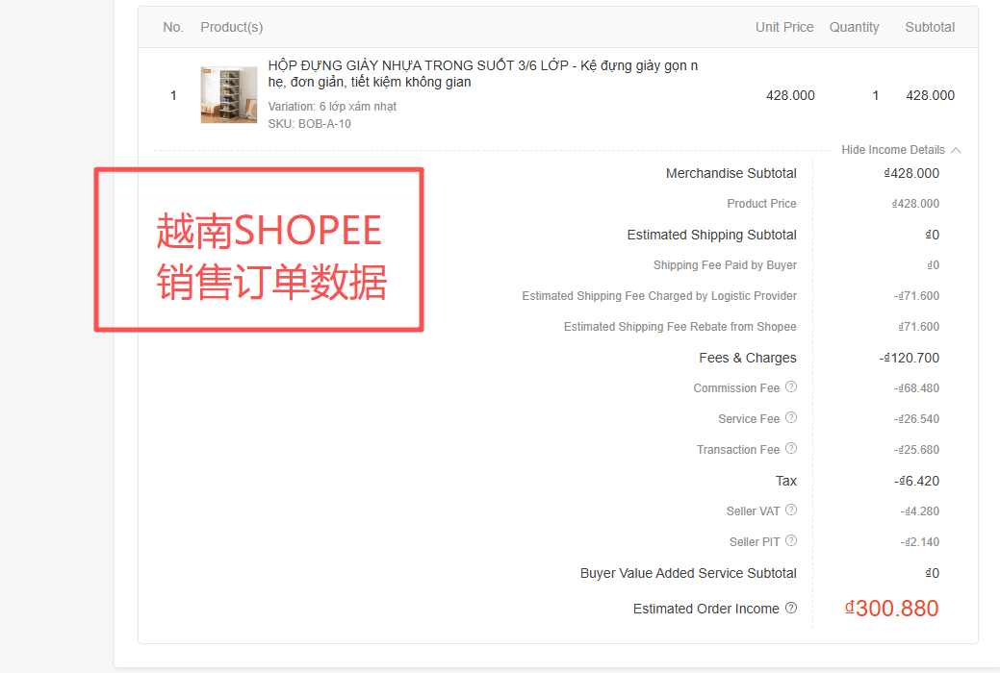 No. Product(s) Unit Price Quantity Subtotal
1
HỘP ĐỰNG GIÀY NHỰA TRONG SUỐT 3/6 LỚP - Kệ đựng giày gọn n
hẹ, đơn giản, tiết kiệm không gian
Variation: 6 lớp xám nhạt
SKU: BOB-A-10
428.000 1 428.000
Hide Income Details
越南SHOPEE
销售订单数据
Merchandise Subtotal ₫428.000
Product Price ₫428.000
Estimated Shipping Subtotal ₫0
Shipping Fee Paid by Buyer ₫0
Estimated Shipping Fee Charged by Logistic Provider -₫71.600
Estimated Shipping Fee Rebate from Shopee ₫71.600
Fees & Charges -₫120.700
Commission Fee -₫68.480
Service Fee -₫26.540
Transaction Fee -₫25.680
Tax -₫6.420
Seller VAT -₫4.280
Seller PIT -₫2.140
Buyer Value Added Service Subtotal ₫0
Estimated Order Income ₫300.880